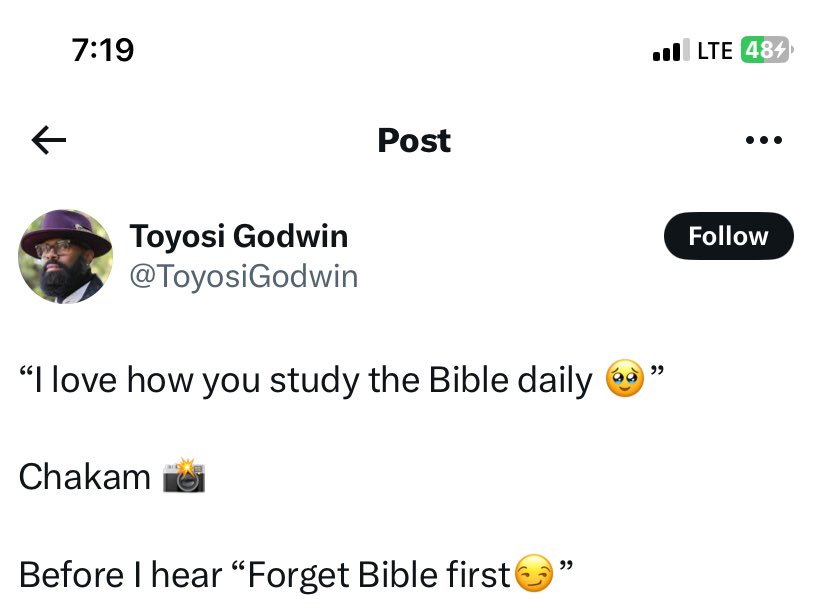 7:19 LTE 48
Post
Toyosi Godwin
Follow
@ToyosiGodwin
“I love how you study the Bible daily 🥹”
Chakam 📸
Before I hear “Forget Bible first😏”